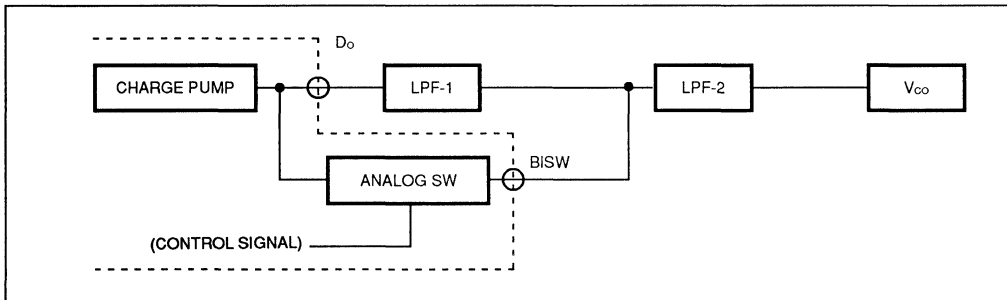 Do
CHARGE PUMP
LPF-1
LPF-2
Vco
BISW
ANALOG SW
(CONTROL SIGNAL)